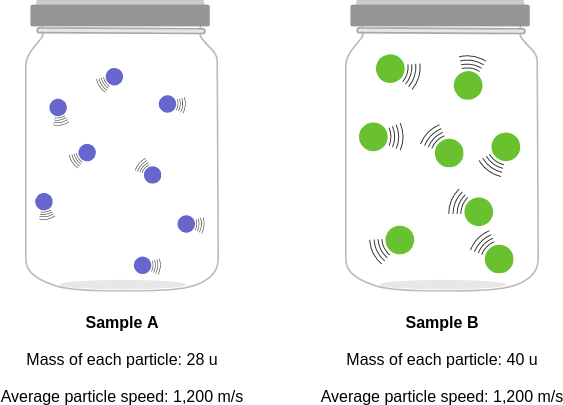 Sample A
Mass of each particle: 28 u
Average particle speed: 1,200 m/s
Sample B
Mass of each particle: 40 u
Average particle speed: 1,200 m/s